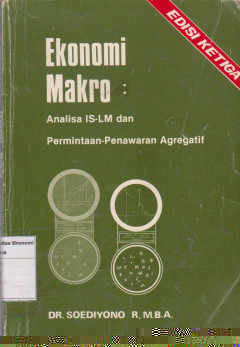 EDISI KETIGA
Ekonomi
Makro :
Analisa IS-LM dan
Permintaan-Penawaran Agregatif
DR. SOEDIYONO R, M.B.A.